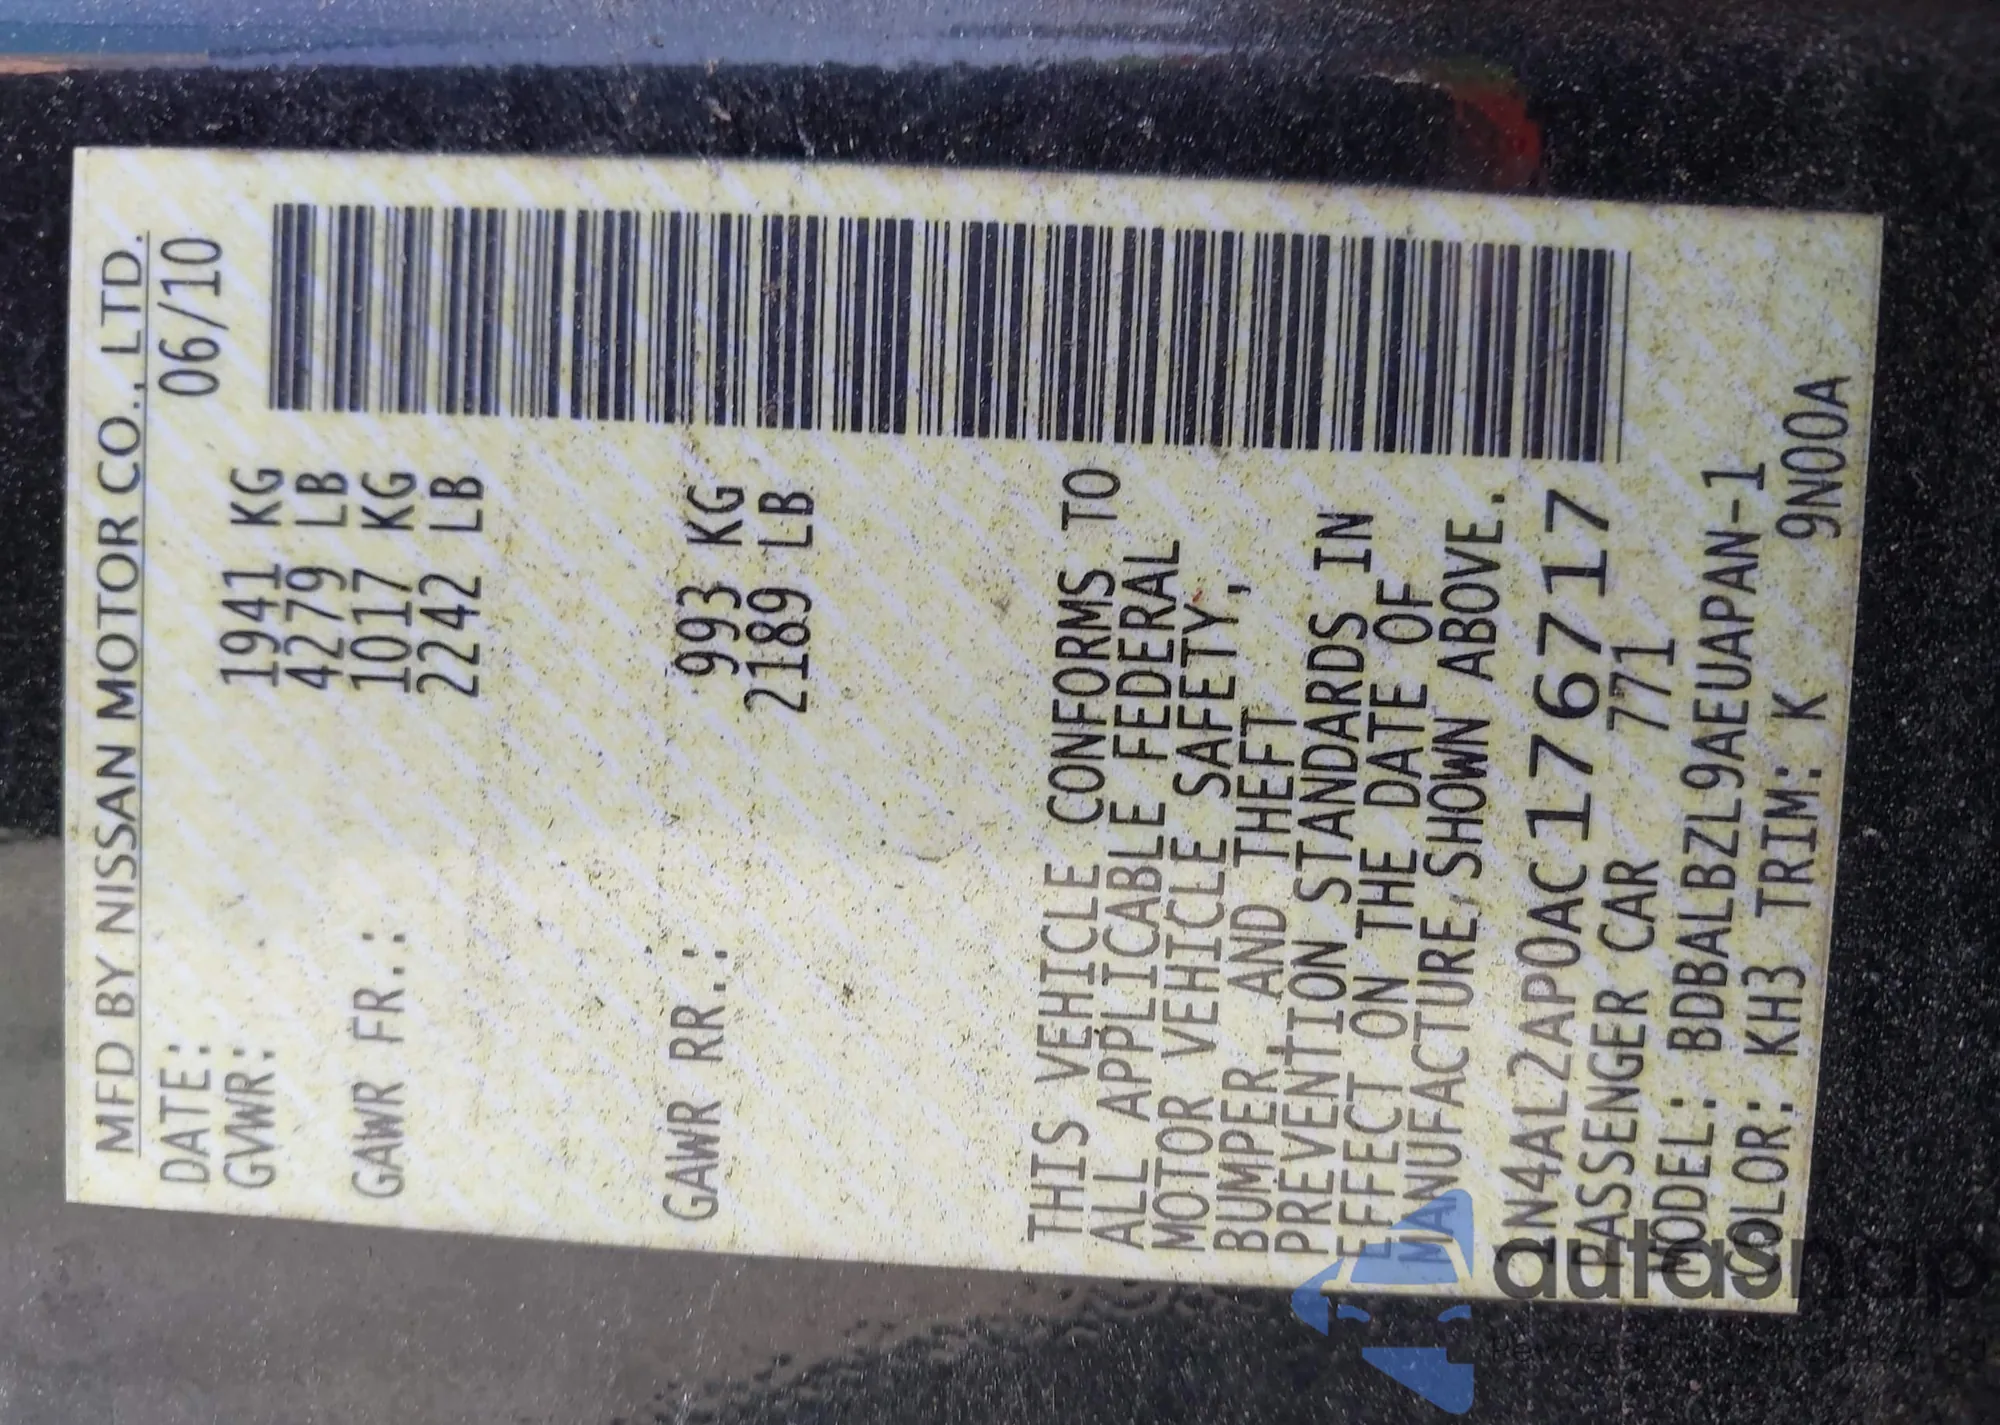 MFD BY NISSAN MOTOR CO., LTD.
DATE: 06/10
GVWR: 1941 KG
4279 LB
GAWR FR.: 1017 KG
2242 LB
GAWR RR.: 993 KG
2189 LB
THIS VEHICLE CONFORMS TO
ALL APPLICABLE FEDERAL
MOTOR VEHICLE SAFETY,
BUMPER AND THEFT
PREVENTION STANDARDS IN
EFFECT ON THE DATE OF
MANUFACTURE SHOWN ABOVE.
1N4AL2AP0AC176717
PASSENGER CAR 771
MODEL: BDBALBZL9AEUAPAN-1
COLOR: KH3 TRIM: K 9N00A
autasnap